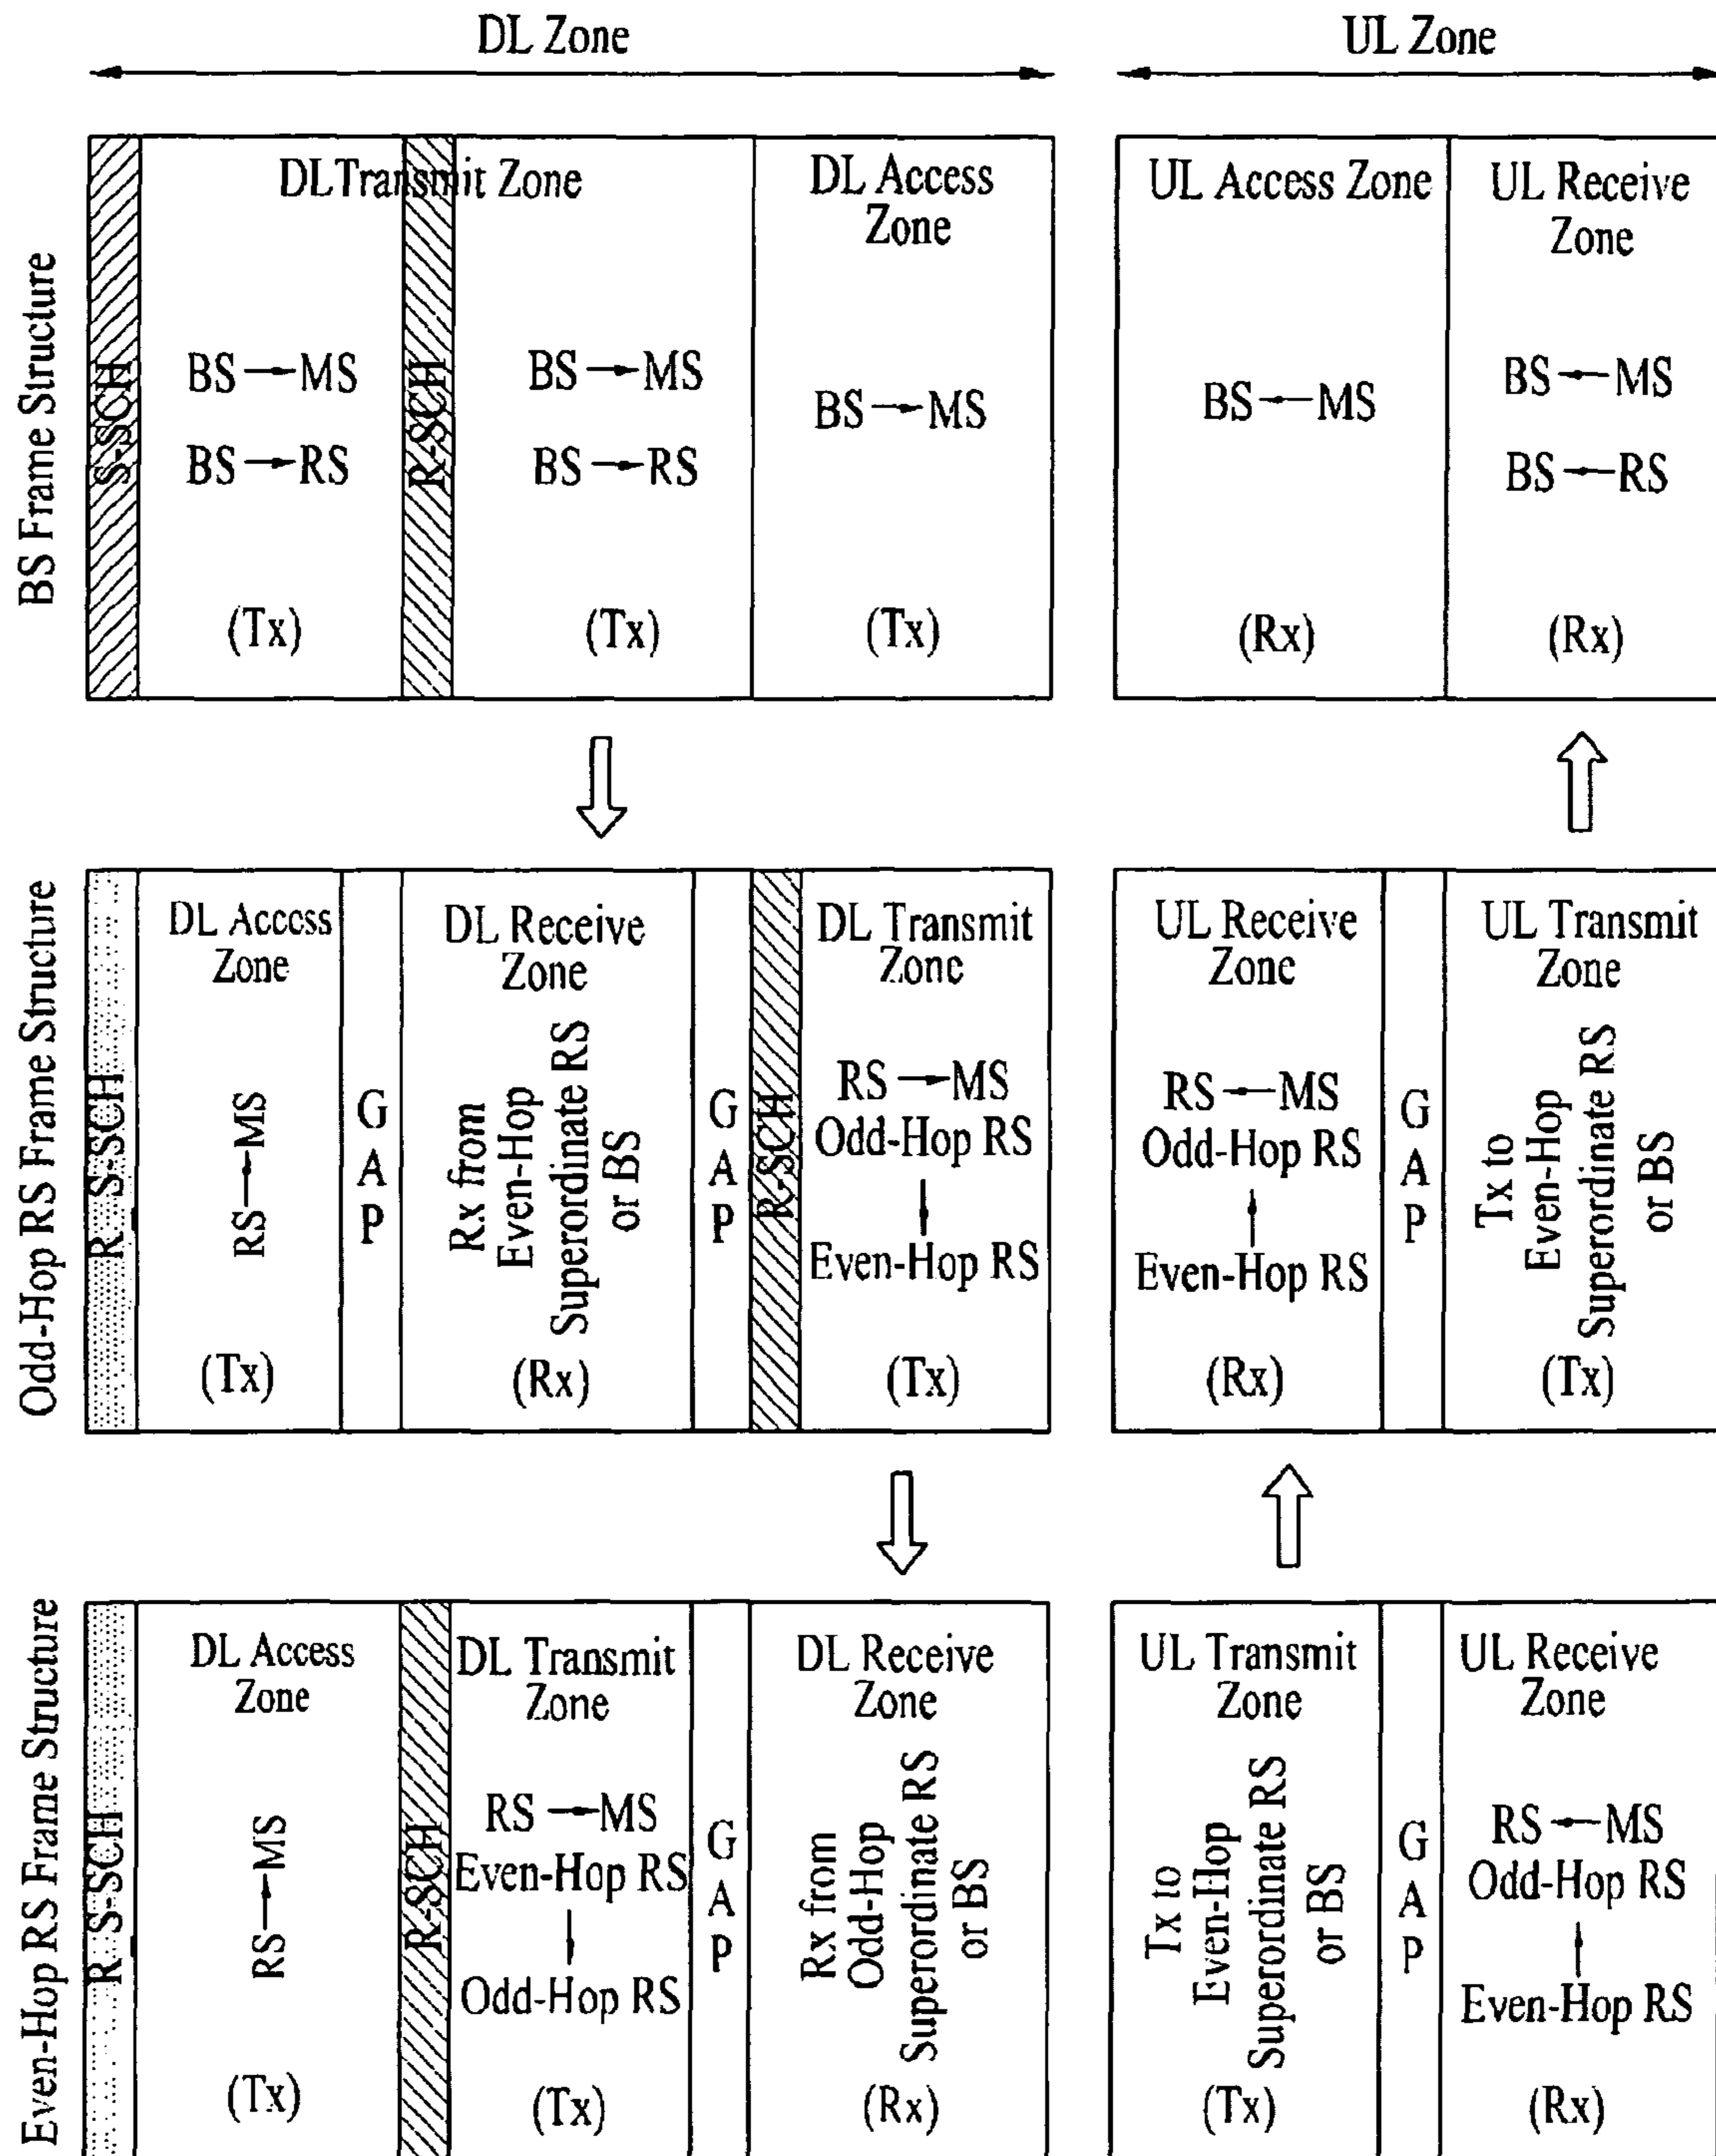 DL Zone
UL Zone
BS Frame Structure
S-SCH
DL Transmit Zone
BS→MS
BS→RS
(Tx)
R-SCH
BS→MS
BS→RS
(Tx)
DL Access
Zone
BS→MS
(Tx)
UL Access Zone
BS←MS
(Rx)
UL Receive
Zone
BS←MS
BS←RS
(Rx)
Odd-Hop RS Frame Structure
R S-SCH
DL Access
Zone
RS→MS
(Tx)
GAP
DL Receive
Zone
Rx from
Even-Hop
Superordinate RS
or BS
(Rx)
GAP
R-SCH
DL Transmit
Zone
RS→MS
Odd-Hop RS
↓
Even-Hop RS
(Tx)
UL Receive
Zone
RS←MS
Odd-Hop RS
↑
Even-Hop RS
(Rx)
GAP
UL Transmit
Zone
Tx to
Even-Hop
Superordinate RS
or BS
(Tx)
Even-Hop RS Frame Structure
R S-SCH
DL Access
Zone
RS→MS
(Tx)
R-SCH
DL Transmit
Zone
RS→MS
Even-Hop RS
↓
Odd-Hop RS
(Tx)
GAP
DL Receive
Zone
Rx from
Odd-Hop
Superordinate RS
or BS
(Rx)
UL Transmit
Zone
Tx to
Even-Hop
Superordinate RS
or BS
(Tx)
GAP
UL Receive
Zone
RS←MS
Odd-Hop RS
↑
Even-Hop RS
(Rx)